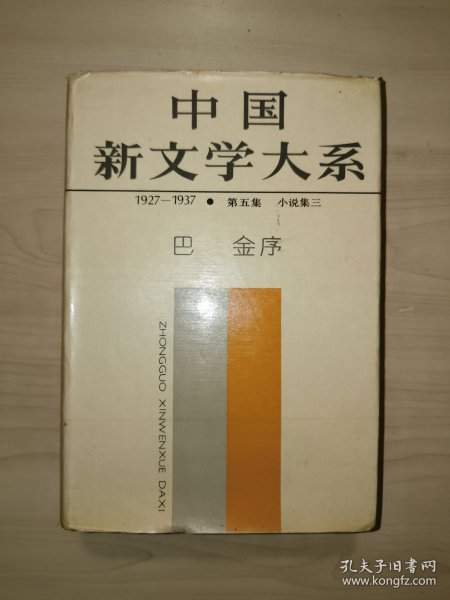 中国
新文学大系
1927—1937 ● 第五集 小说集三
巴 金序
ZHONGGUO XINWENXUE DAXI
孔夫子旧书网
www.kongfz.com